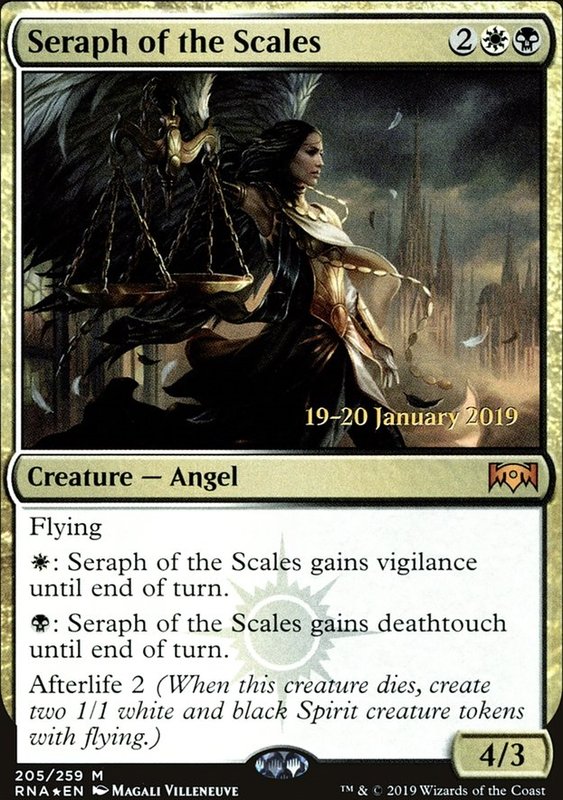 Seraph of the Scales 2
19–20 January 2019
Creature — Angel
Flying
: Seraph of the Scales gains vigilance
until end of turn.
: Seraph of the Scales gains deathtouch
until end of turn.
Afterlife 2 (When this creature dies, create
two 1/1 white and black Spirit creature tokens
with flying.)
4/3
205/259 M
RNA★EN Magali Villeneuve ™ & © 2019 Wizards of the Coast